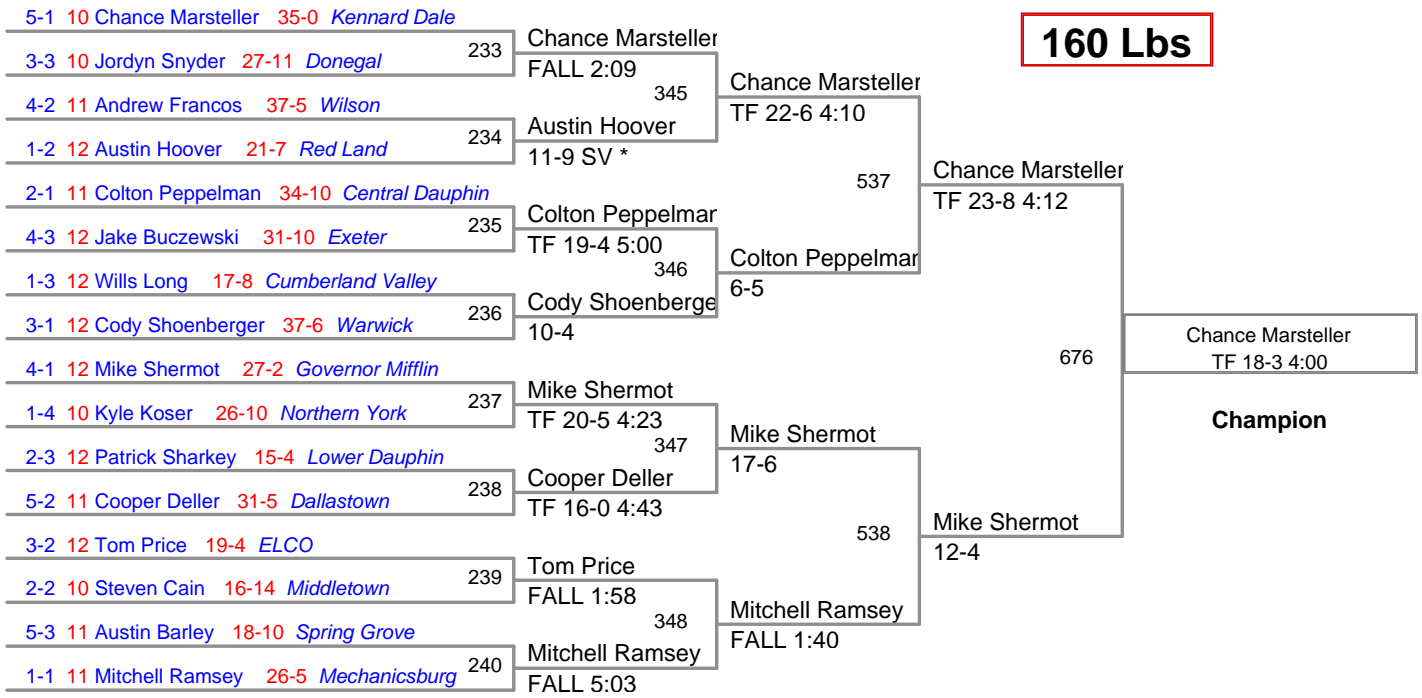 160 Lbs
5-1 10 Chance Marsteller 35-0 Kennard Dale
3-3 10 Jordyn Snyder 27-11 Donegal
4-2 11 Andrew Francos 37-5 Wilson
1-2 12 Austin Hoover 21-7 Red Land
2-1 11 Colton Peppelman 34-10 Central Dauphin
4-3 12 Jake Buczewski 31-10 Exeter
1-3 12 Wills Long 17-8 Cumberland Valley
3-1 12 Cody Shoenberger 37-6 Warwick
4-1 12 Mike Shermot 27-2 Governor Mifflin
1-4 10 Kyle Koser 26-10 Northern York
2-3 12 Patrick Sharkey 15-4 Lower Dauphin
5-2 11 Cooper Deller 31-5 Dallastown
3-2 12 Tom Price 19-4 ELCO
2-2 10 Steven Cain 16-14 Middletown
5-3 11 Austin Barley 18-10 Spring Grove
1-1 11 Mitchell Ramsey 26-5 Mechanicsburg
233
234
235
236
237
238
239
240
Chance Marsteller
FALL 2:09
Austin Hoover
11-9 SV *
Colton Peppelmar
TF 19-4 5:00
Cody Shoenberge
10-4
Mike Shermot
TF 20-5 4:23
Cooper Deller
TF 16-0 4:43
Tom Price
FALL 1:58
Mitchell Ramsey
FALL 5:03
345
346
347
348
Chance Marsteller
TF 22-6 4:10
Colton Peppelmar
6-5
Mike Shermot
17-6
Mitchell Ramsey
FALL 1:40
537
538
Chance Marsteller
TF 23-8 4:12
Mike Shermot
12-4
676
Chance Marsteller
TF 18-3 4:00
Champion